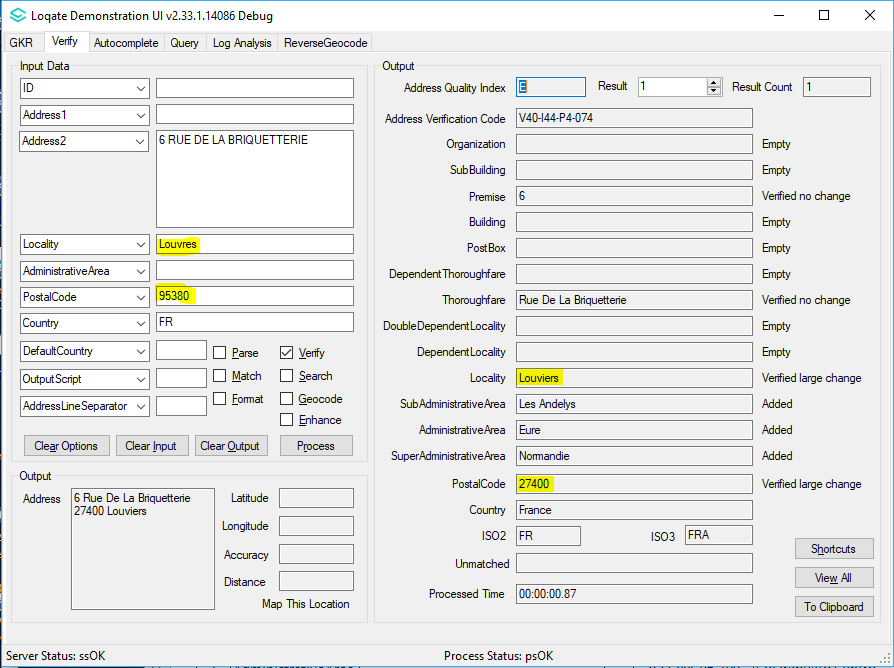 Loqate Demonstration UI v2.33.1.14086 Debug
GKR Verify Autocomplete Query Log Analysis ReverseGeocode
Input Data
ID
Address1
Address2 6 RUE DE LA BRIQUETTERIE
Locality Louvres
AdministrativeArea
PostalCode 95380
Country FR
DefaultCountry Parse Verify
OutputScript Match Search
AddressLineSeparator Format Geocode
Enhance
Clear Options Clear Input Clear Output Process
Output
Address 6 Rue De La Briquetterie
27400 Louviers
Latitude
Longitude
Accuracy
Distance
Map This Location
Output
Address Quality Index E Result 1 Result Count 1
Address Verification Code V40-I44-P4-074
Organization Empty
SubBuilding Empty
Premise 6 Verified no change
Building Empty
PostBox Empty
DependentThoroughfare Empty
Thoroughfare Rue De La Briquetterie Verified no change
DoubleDependentLocality Empty
DependentLocality Empty
Locality Louviers Verified large change
SubAdministrativeArea Les Andelys Added
AdministrativeArea Eure Added
SuperAdministrativeArea Normandie Added
PostalCode 27400 Verified large change
Country France
ISO2 FR ISO3 FRA
Unmatched
Processed Time 00:00:00.87
Shortcuts
View All
To Clipboard
Server Status: ssOK Process Status: psOK